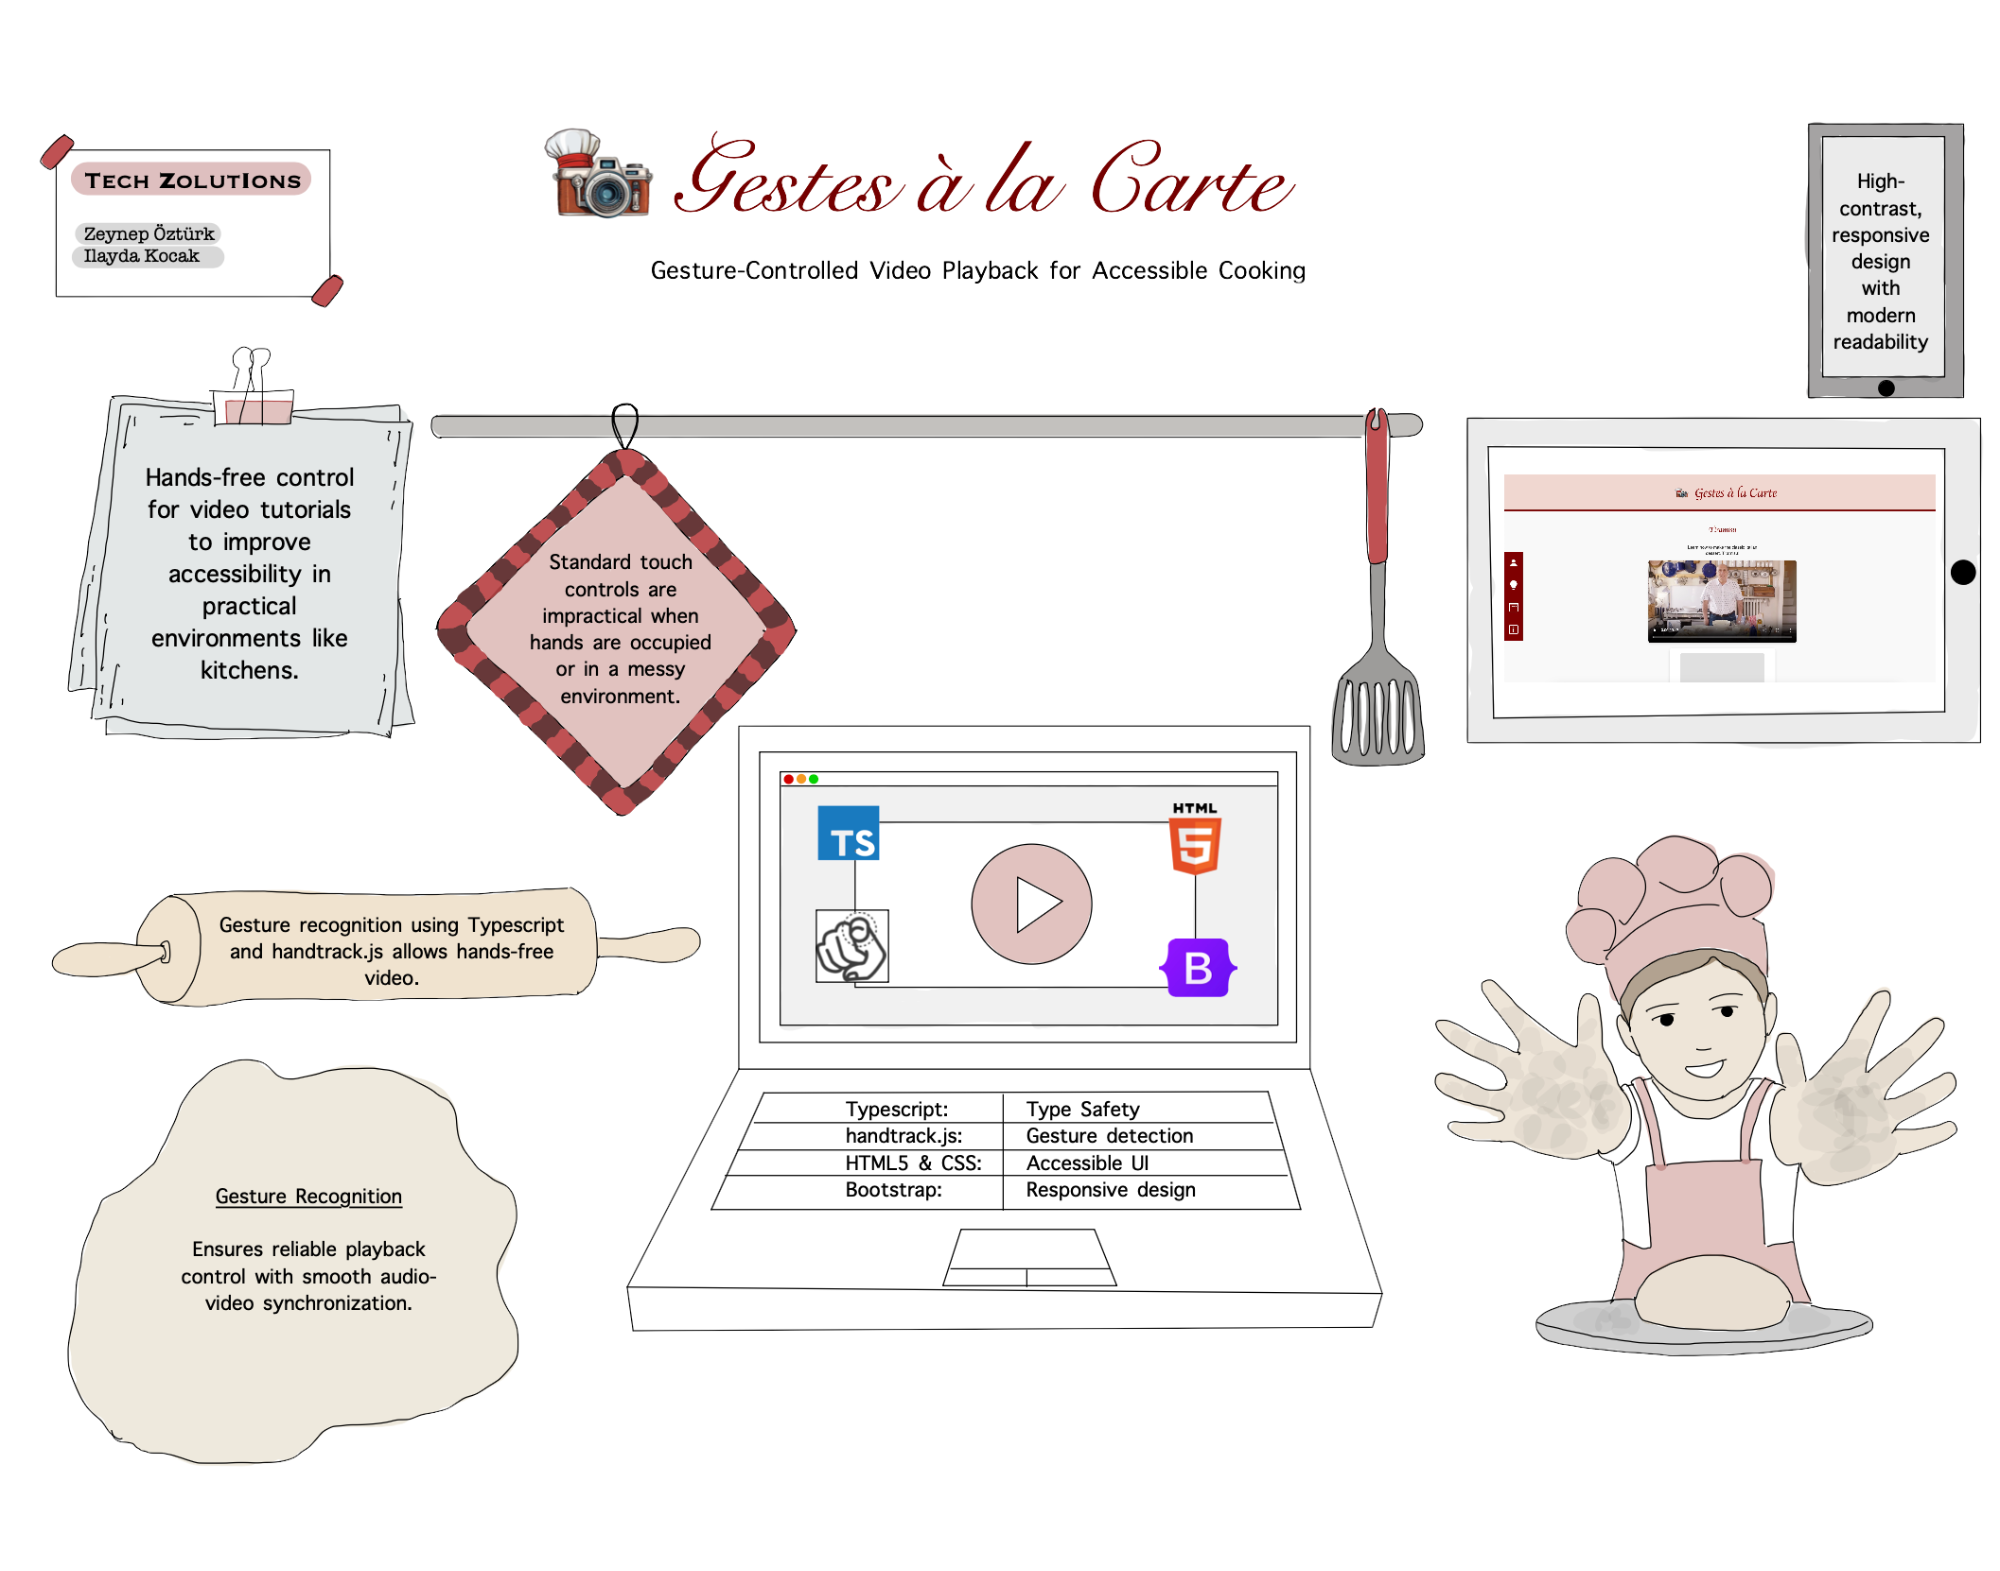 TECH ZOLUTIONS
Zeynep Öztürk
Ilayda Kocak
Gestes à la Carte
Gesture-Controlled Video Playback for Accessible Cooking
High-
contrast,
responsive
design
with
modern
readability
Hands-free control
for video tutorials
to improve
accessibility in
practical
environments like
kitchens.
Standard touch
controls are
impractical when
hands are occupied
or in a messy
environment.
Gestes à la Carte
Tiramisu
TS
HTML
5
B
Gesture recognition using Typescript
and handtrack.js allows hands-free
video.
Typescript: Type Safety
handtrack.js: Gesture detection
HTML5 & CSS: Accessible UI
Bootstrap: Responsive design
Gesture Recognition
Ensures reliable playback
control with smooth audio-
video synchronization.